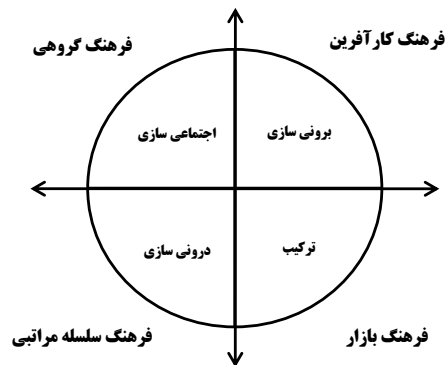 فرهنگ کارآفرین
فرهنگ گروهی
برونی سازی
اجتماعی سازی
ترکیب
درونی سازی
فرهنگ بازار
فرهنگ سلسله مراتبی